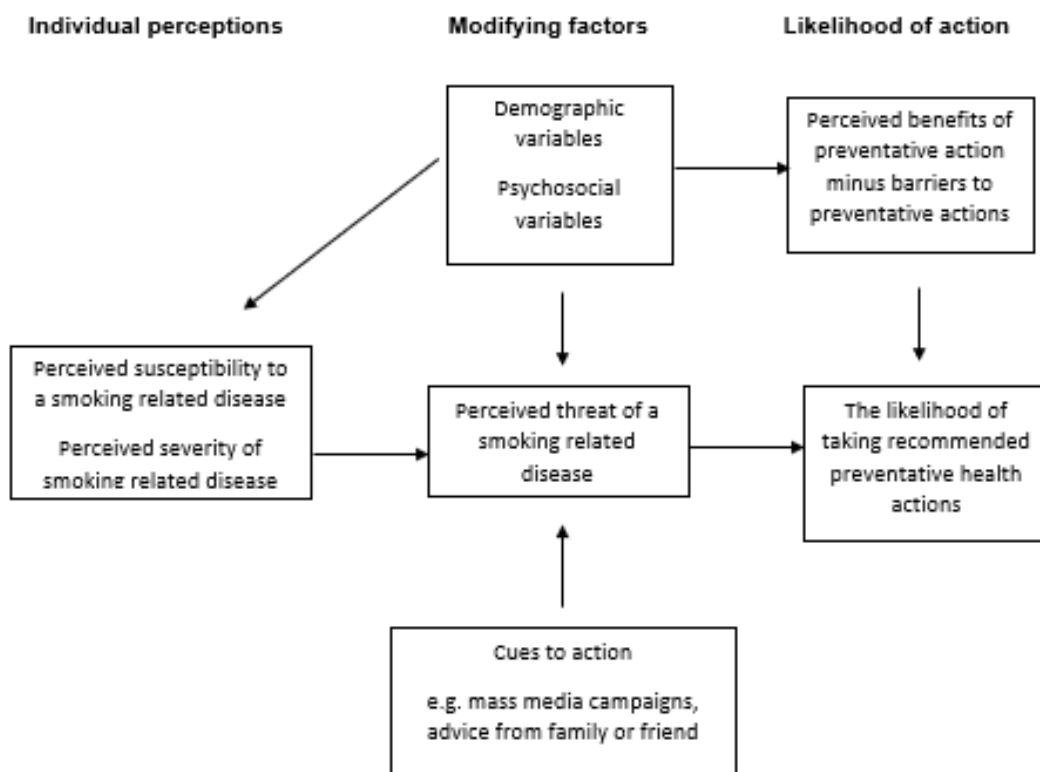 Individual perceptions
Modifying factors
Likelihood of action
Demographic
variables
Psychosocial
variables
Perceived benefits of
preventative action
minus barriers to
preventative actions
Perceived susceptibility to
a smoking related disease
Perceived severity of
smoking related disease
Perceived threat of a
smoking related
disease
The likelihood of
taking recommended
preventative health
actions
Cues to action
e.g. mass media campaigns,
advice from family or friend